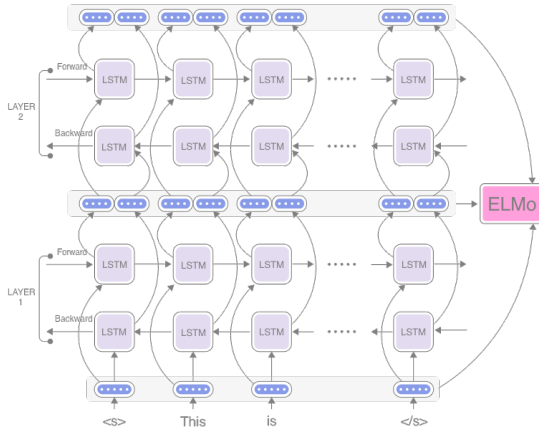 Forward
LSTM LSTM LSTM LSTM
LAYER
2
Backward
LSTM LSTM LSTM LSTM
ELMo
Forward
LSTM LSTM LSTM LSTM
LAYER
1
Backward
LSTM LSTM LSTM LSTM
<s> This is </s>